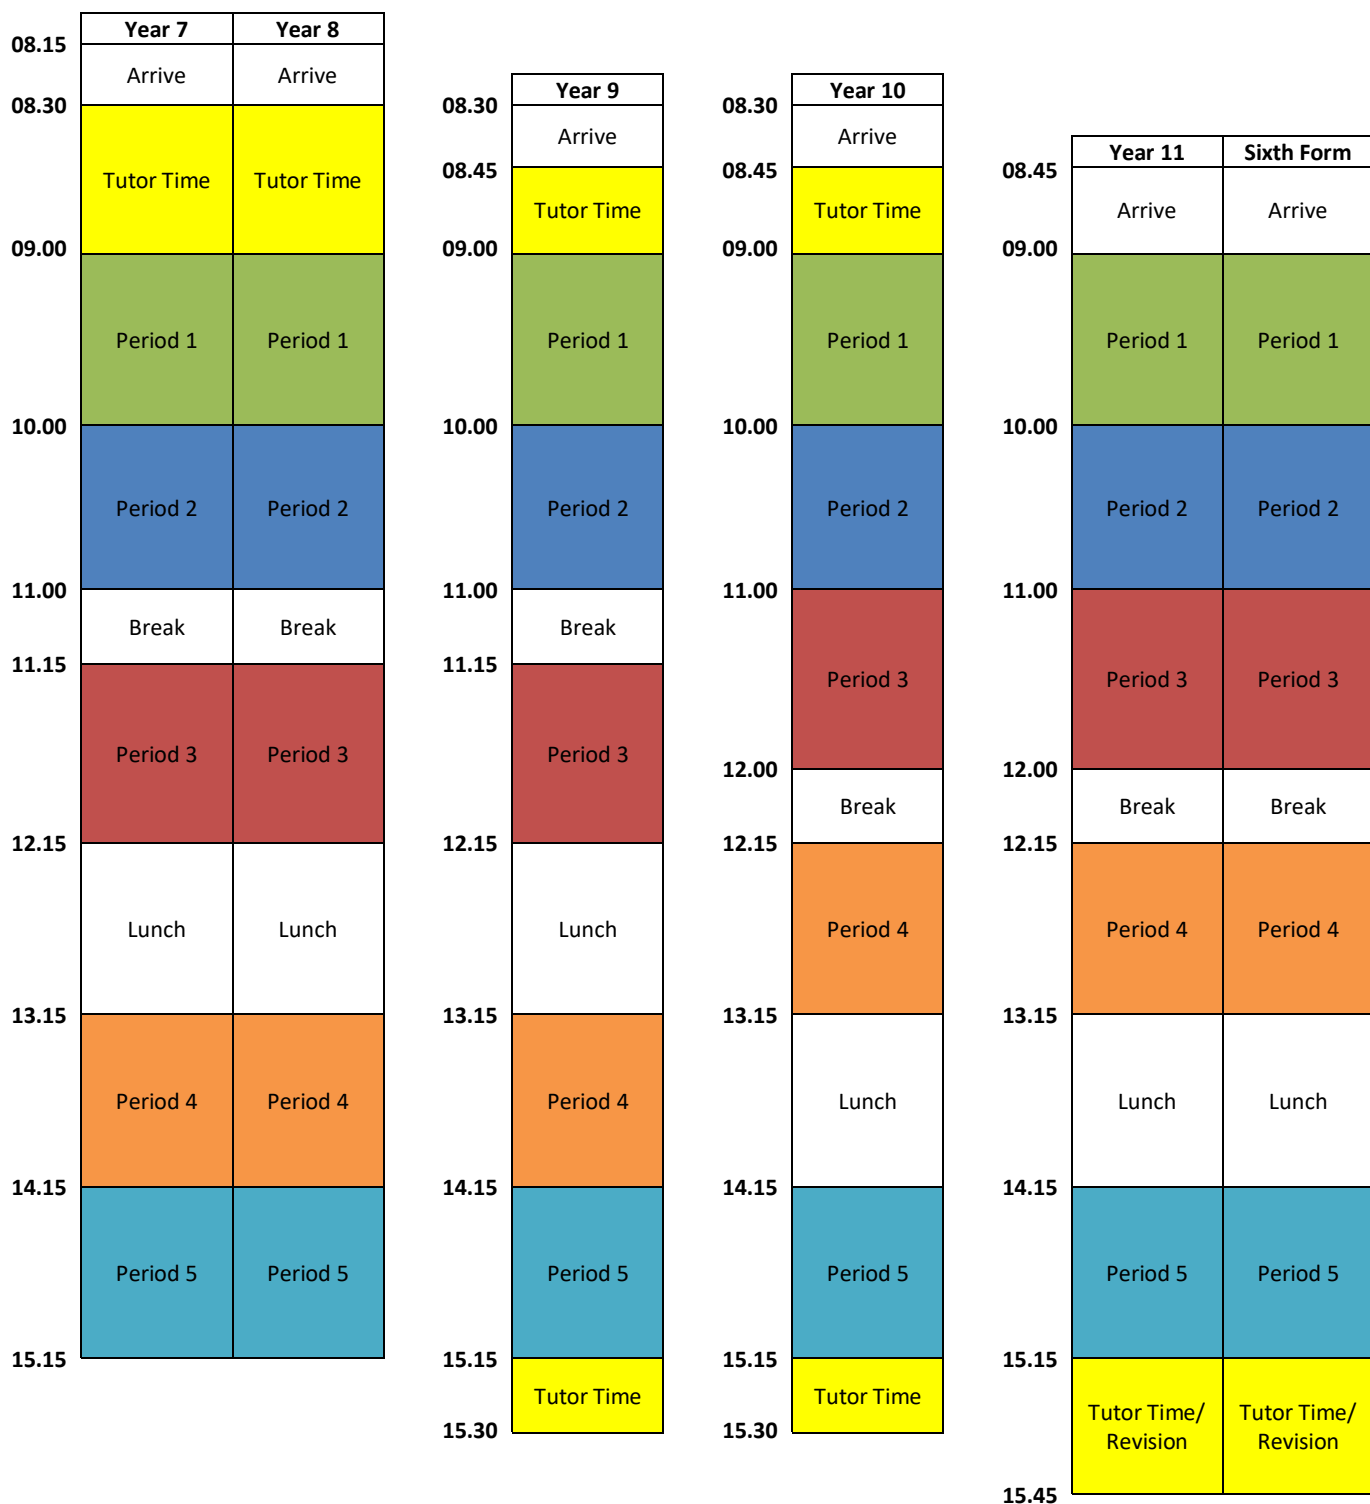 Year 7 Year 8
08.15
Arrive Arrive
08.30
Tutor Time Tutor Time
09.00
Period 1 Period 1
10.00
Period 2 Period 2
11.00
Break Break
11.15
Period 3 Period 3
12.15
Lunch Lunch
13.15
Period 4 Period 4
14.15
Period 5 Period 5
15.15
Year 9
08.30
Arrive
08.45
Tutor Time
09.00
Period 1
10.00
Period 2
11.00
Break
11.15
Period 3
12.15
Lunch
13.15
Period 4
14.15
Period 5
15.15
Tutor Time
15.30
Year 10
08.30
Arrive
08.45
Tutor Time
09.00
Period 1
10.00
Period 2
11.00
Period 3
12.00
Break
12.15
Period 4
13.15
Lunch
14.15
Period 5
15.15
Tutor Time
15.30
Year 11 Sixth Form
08.45
Arrive Arrive
09.00
Period 1 Period 1
10.00
Period 2 Period 2
11.00
Period 3 Period 3
12.00
Break Break
12.15
Period 4 Period 4
13.15
Lunch Lunch
14.15
Period 5 Period 5
15.15
Tutor Time/ Tutor Time/
Revision Revision
15.45